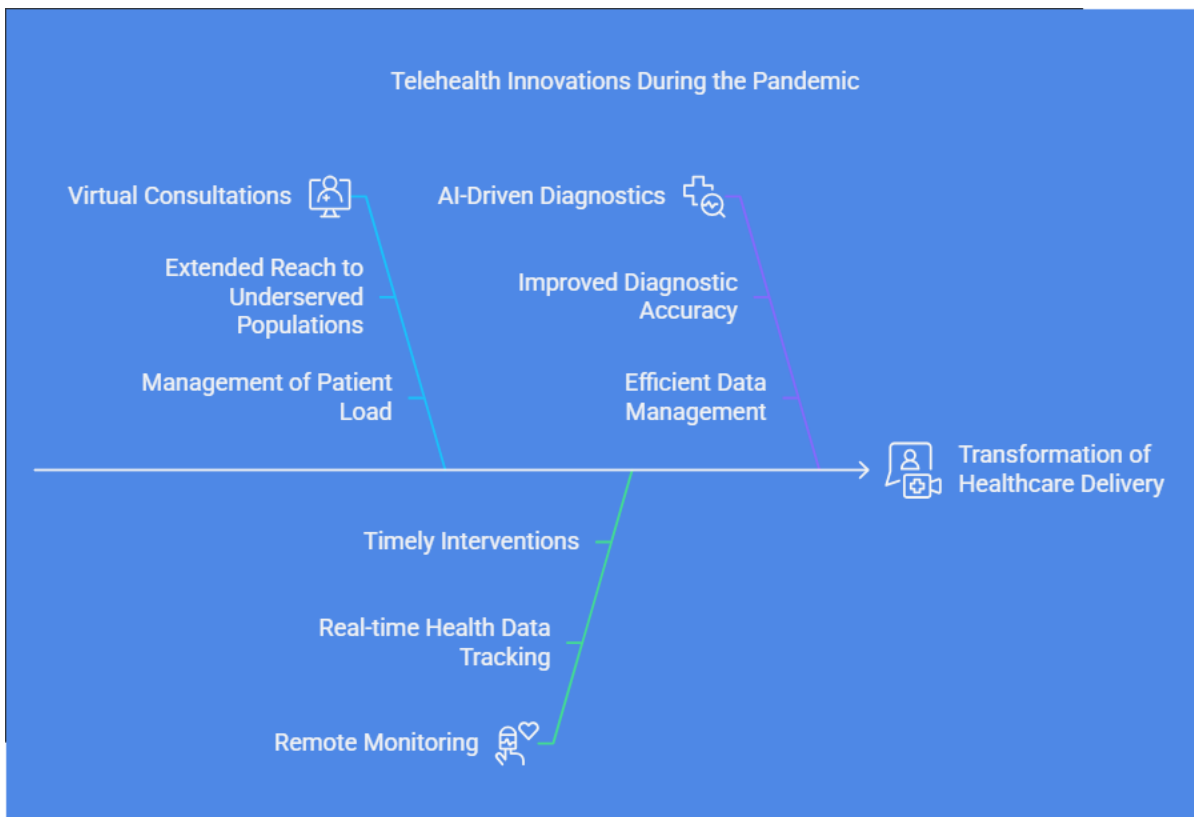 Telehealth Innovations During the Pandemic
Virtual Consultations
Extended Reach to
Underserved
Populations
Management of Patient
Load
AI-Driven Diagnostics
Improved Diagnostic
Accuracy
Efficient Data
Management
Transformation of
Healthcare Delivery
Timely Interventions
Real-time Health Data
Tracking
Remote Monitoring